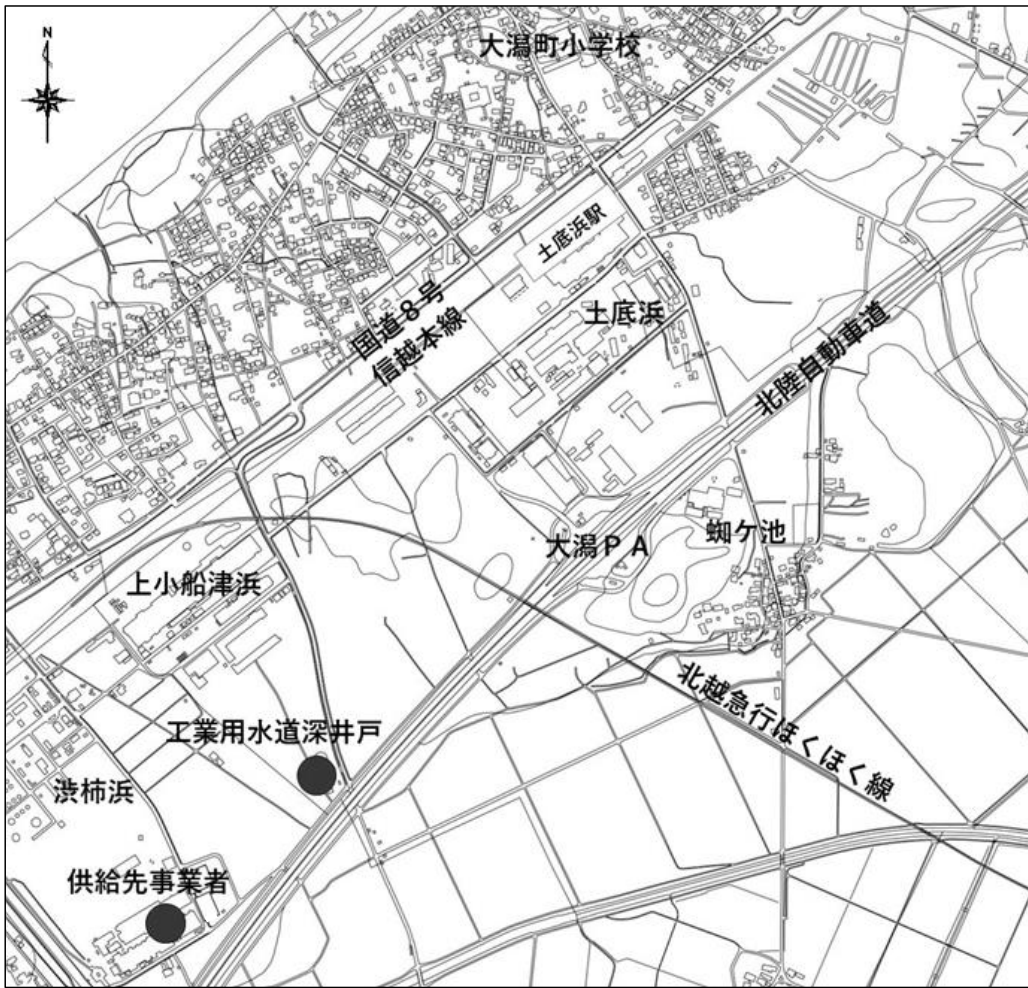 N
大潟町小学校
土底浜駅
国道８号
信越本線
土底浜
北陸自動車道
大潟ＰＡ
蜘ケ池
上小船津浜
北越急行ほくほく線
工業用水道深井戸
渋柿浜
供給先事業者